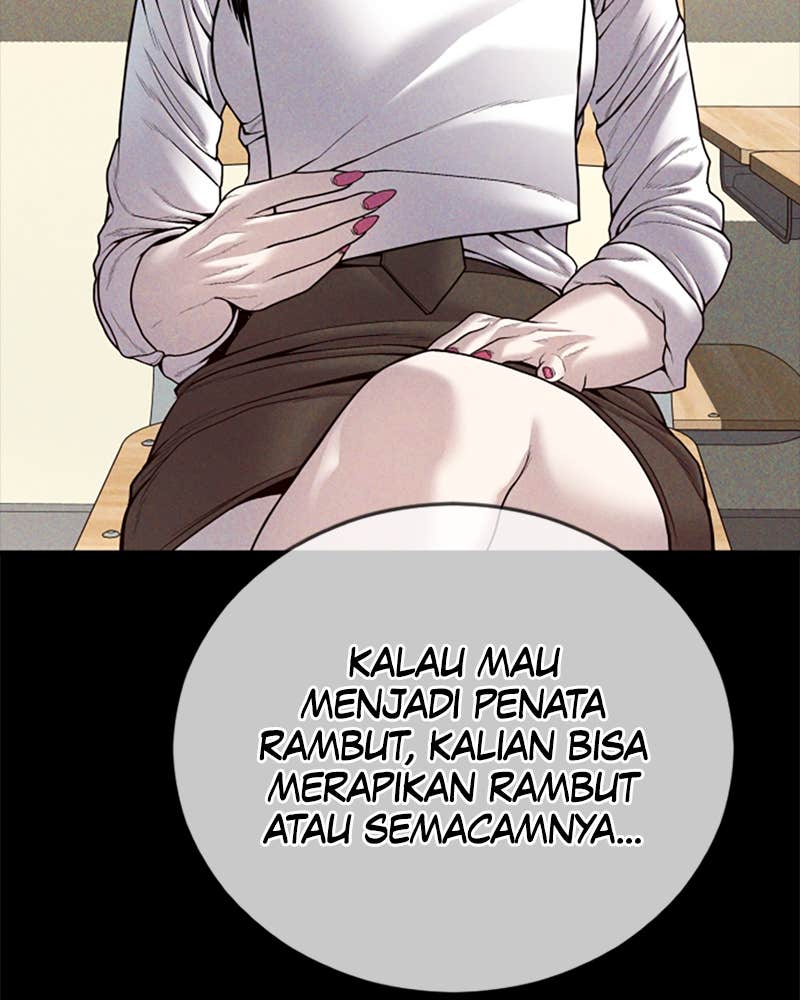 KALAU MAU
MENJADI PENATA
RAMBUT, KALIAN BISA
MERAPIKAN RAMBUT
ATAU SEMACAMNYA...